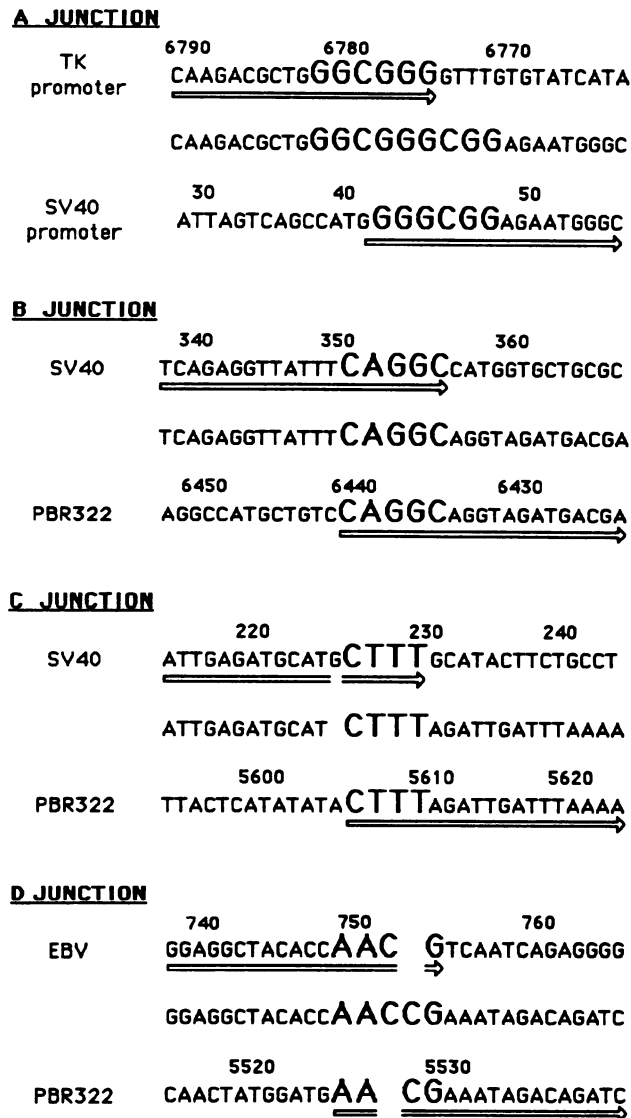 A JUNCTION
6790 6780 6770
TK promoter CAAGACGCTGGGCGGGGTTTGTGTATCATA
CAAGACGCTGGGCGGGCGGAGAATGGGC
30 40 50
SV40 promoter ATTAGTCAGCCATGGGGCGGAGAATGGGC
B JUNCTION
340 350 360
SV40 TCAGAGGTTATTTCAGGCCATGGTGCTGCGC
TCAGAGGTTATTTCAGGCAGGTAGATGACGA
6450 6440 6430
PBR322 AGGCCATGCTGTCCAGGCAGGTAGATGACGA
C JUNCTION
220 230 240
SV40 ATTGAGATGCATGCTTTGCATACTTCTGCCT
ATTGAGATGCAT CTTTAGATTGATTTAAAA
5600 5610 5620
PBR322 TTACTCATATATACTTTAGATTGATTTAAAA
D JUNCTION
740 750 760
EBV GGAGGCTACACCAAC GTCAATCAGAGGGG
GGAGGCTACACCAACCGAAATAGACAGATC
5520 5530
PBR322 CAACTATGGATGAA CGAAATAGACAGATC